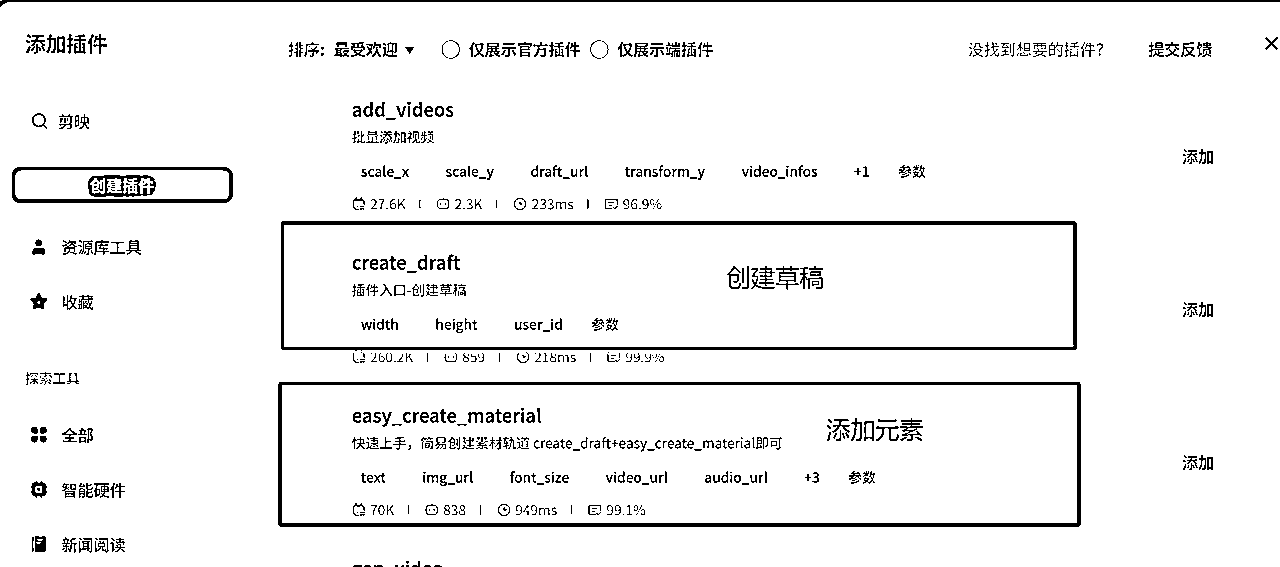 添加插件
排序: 最受欢迎 仅展示官方插件 仅展示端插件 没找到想要的插件? 提交反馈
剪映
创建插件
资源库工具
收藏
探索工具
全部
智能硬件
新闻阅读
add_videos
批量添加视频
scale_x scale_y draft_url transform_y video_infos +1 参数
27.6K 2.3K 233ms 96.9%
添加
create_draft
创建草稿
插件入口-创建草稿
width height user_id 参数
260.2K 859 218ms 99.9%
添加
easy_create_material
添加元素
快速上手，简易创建素材轨道 create_draft+easy_create_material即可
text img_url font_size video_url audio_url +3 参数
70K 838 949ms 99.1%
添加